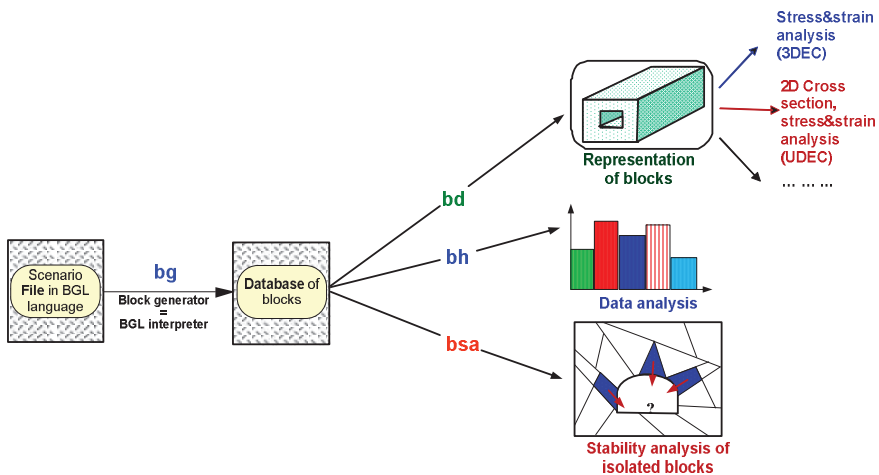 Scenario
File in BGL
language
bg
Block generator
=
BGL interpreter
Database of
blocks
bd
bh
bsa
Representation
of blocks
Stress&strain
analysis
(3DEC)
2D Cross
section,
stress&strain
analysis
(UDEC)
... ... ...
Data analysis
?
Stability analysis of
isolated blocks